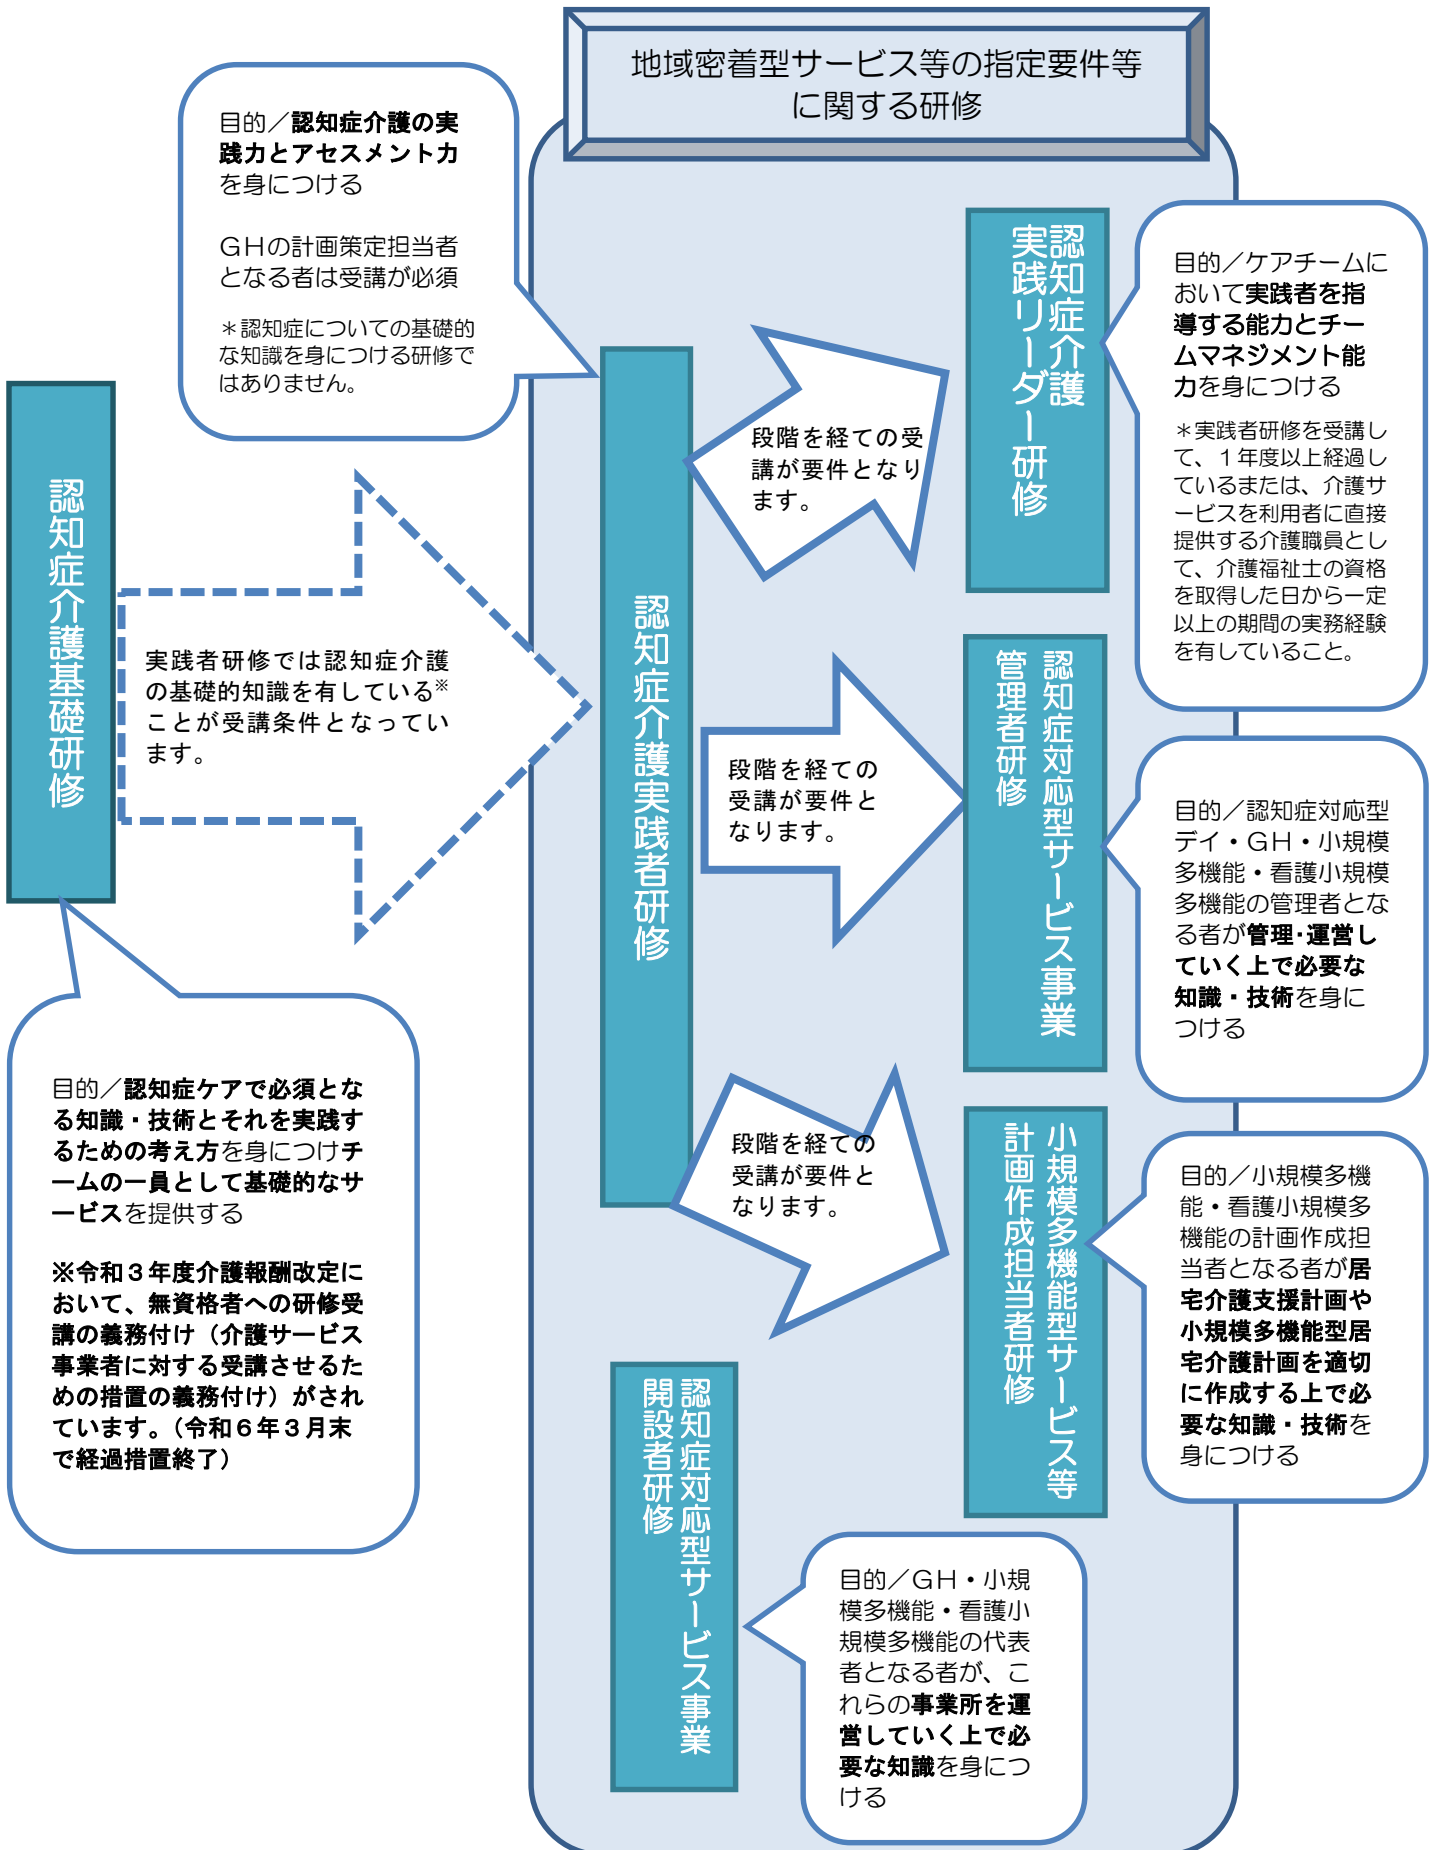 地域密着型サービス等の指定要件等
に関する研修
目的／認知症介護の実
践力とアセスメント力
を身につける
ＧＨの計画策定担当者
となる者は受講が必須
＊認知症についての基礎的
な知識を身につける研修で
はありません。
認知症介護基礎研修
実践者研修では認知症介護
の基礎的知識を有している※
ことが受講条件となってい
ます。
目的／認知症ケアで必須とな
る知識・技術とそれを実践す
るための考え方を身につけチ
ームの一員として基礎的なサ
ービスを提供する
※令和３年度介護報酬改定に
おいて、無資格者への研修受
講の義務付け（介護サービス
事業者に対する受講させるた
めの措置の義務付け）がされ
ています。（令和６年３月末
で経過措置終了）
認知症介護実践者研修
段階を経ての受
講が要件となり
ます。
認知症介護
実践リーダー研修
目的／ケアチームに
おいて実践者を指
導する能力とチー
ムマネジメント能
力を身につける
＊実践者研修を受講し
て、１年度以上経過し
ているまたは、介護サ
ービスを利用者に直接
提供する介護職員とし
て、介護福祉士の資格
を取得した日から一定
以上の期間の実務経験
を有していること。
段階を経ての
受講が要件と
なります。
認知症対応型サービス事業
管理者研修
目的／認知症対応型
デイ・ＧＨ・小規模
多機能・看護小規模
多機能の管理者とな
る者が管理・運営し
ていく上で必要な
知識・技術を身に
つける
段階を経ての
受講が要件と
なります。
小規模多機能型サービス等
計画作成担当者研修
目的／小規模多機
能・看護小規模多
機能の計画作成担
当者となる者が居
宅介護支援計画や
小規模多機能型居
宅介護計画を適切
に作成する上で必
要な知識・技術を
身につける
認知症対応型サービス事業
開設者研修
目的／ＧＨ・小規
模多機能・看護小
規模多機能の代表
者となる者が、こ
れらの事業所を運
営していく上で必
要な知識を身につ
ける